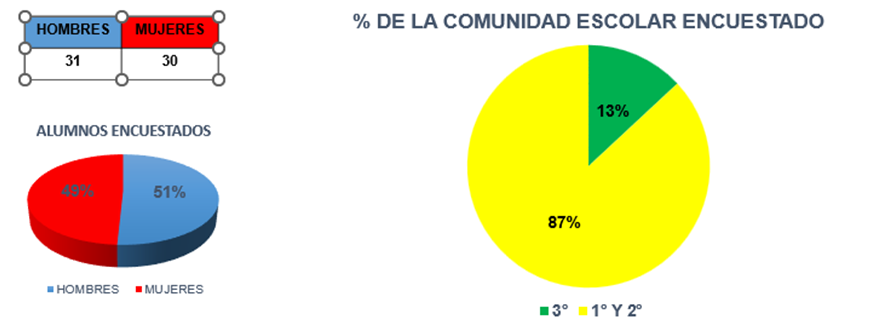 HOMBRES MUJERES
31 30
ALUMNOS ENCUESTADOS
49% 51%
HOMBRES MUJERES
% DE LA COMUNIDAD ESCOLAR ENCUESTADO
13%
87%
3° 1° Y 2°